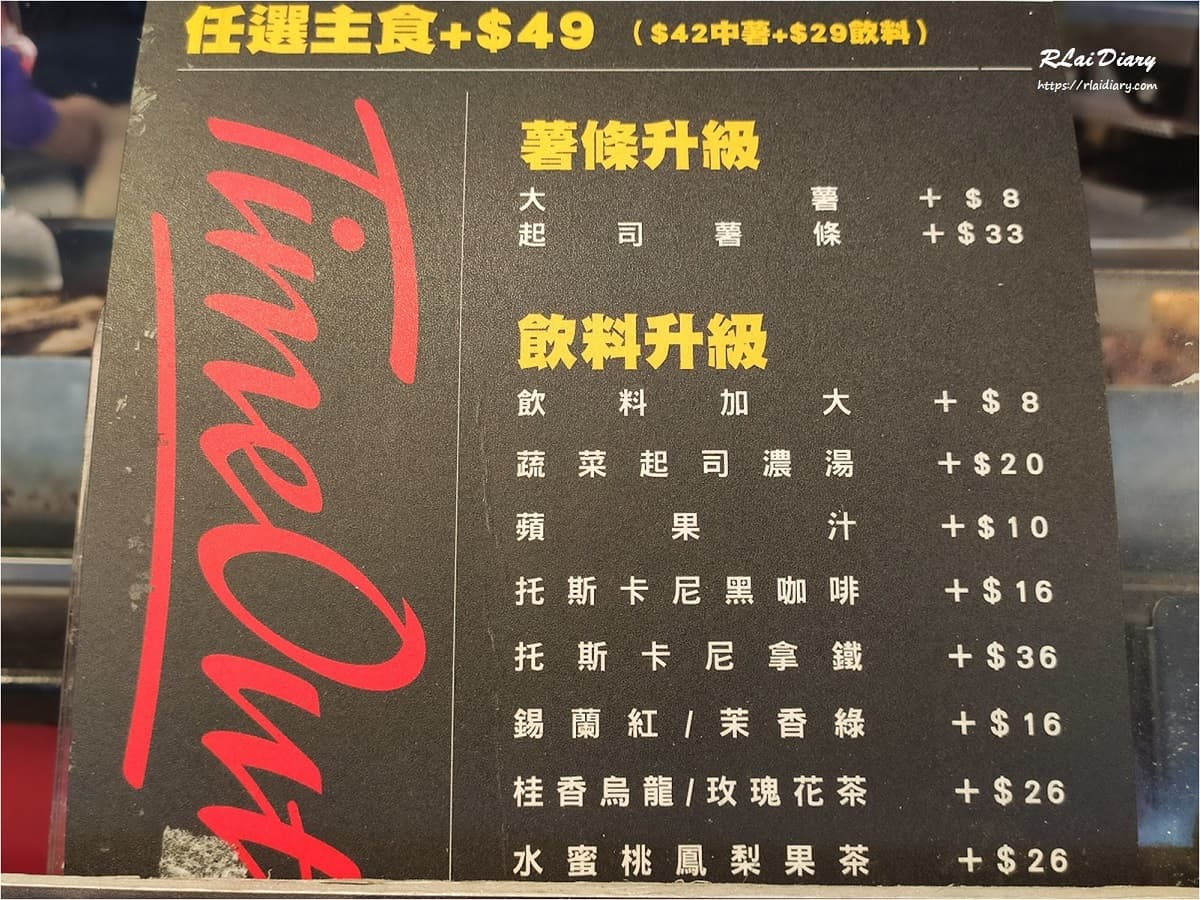 任選主食+$49 ($42中薯+$29飲料)
RLaiDiary
https://rlaidiary.com
TimeOut
薯條升級
大薯 +$8
起司薯條 +$33
飲料升級
飲料加大 +$8
蔬菜起司濃湯 +$20
蘋果汁 +$10
托斯卡尼黑咖啡 +$16
托斯卡尼拿鐵 +$36
錫蘭紅/茉香綠 +$16
桂香烏龍/玫瑰花茶 +$26
水蜜桃鳳梨果茶 +$26